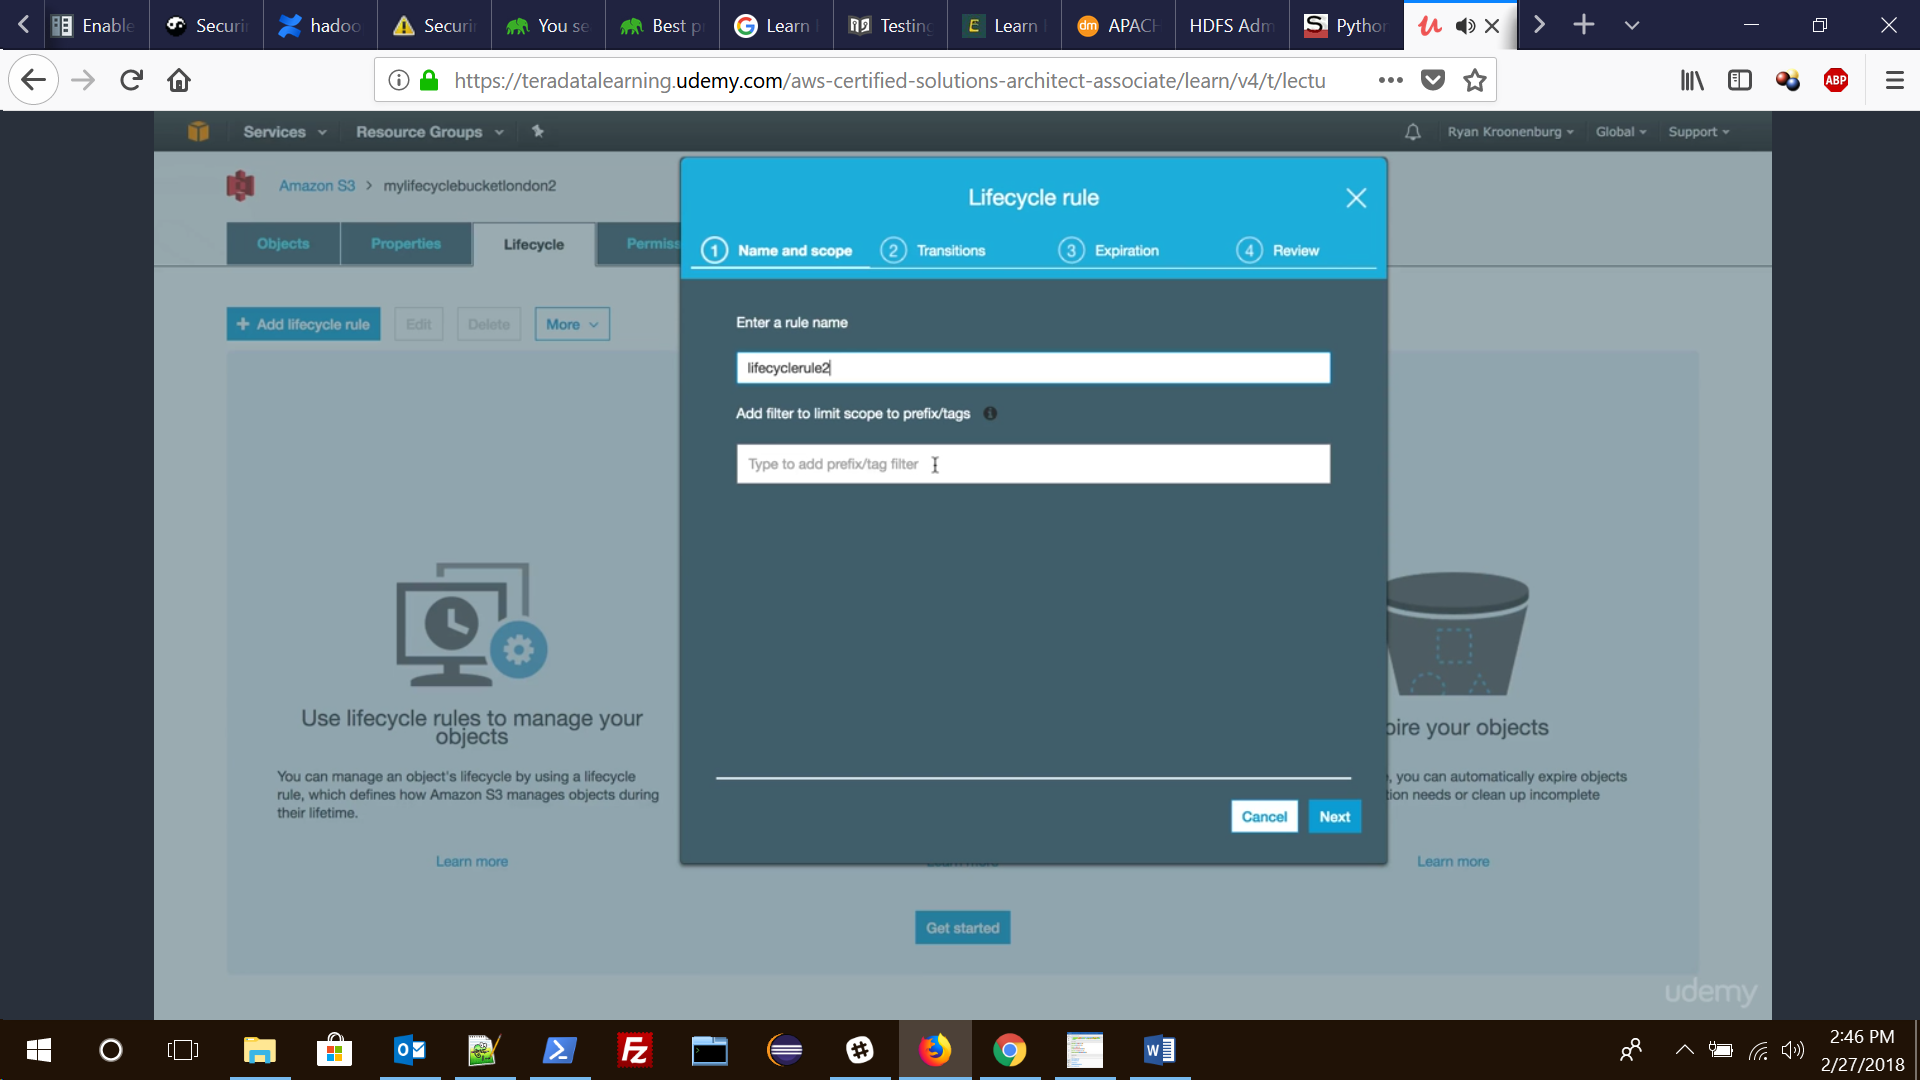 Enable
Securi
hadoo
Securi
You se
Best p
Learn
Testing
E
Learn
dm
APACH
HDFS Adm
S
Pytho
https://teradatalearning.udemy.com/aws-certified-solutions-architect-associate/learn/v4/t/lectu
ABP
Services
Resource Groups
Ryan Kroonenburg
Global
Support
Amazon S3 > mylifecyclebucketlondon2
Objects
Properties
Lifecycle
Permiss
+ Add lifecycle rule
Edit
Delete
More
Lifecycle rule
1 Name and scope
2 Transitions
3 Expiration
4 Review
Enter a rule name
lifecyclerule2
Add filter to limit scope to prefix/tags
Type to add prefix/tag filter
Cancel
Next
Use lifecycle rules to manage your
objects
You can manage an object's lifecycle by using a lifecycle
rule, which defines how Amazon S3 manages objects during
their lifetime.
Learn more
Learn more
pire your objects
, you can automatically expire objects
tion needs or clean up incomplete
Learn more
Get started
udemy
2:46 PM
2/27/2018